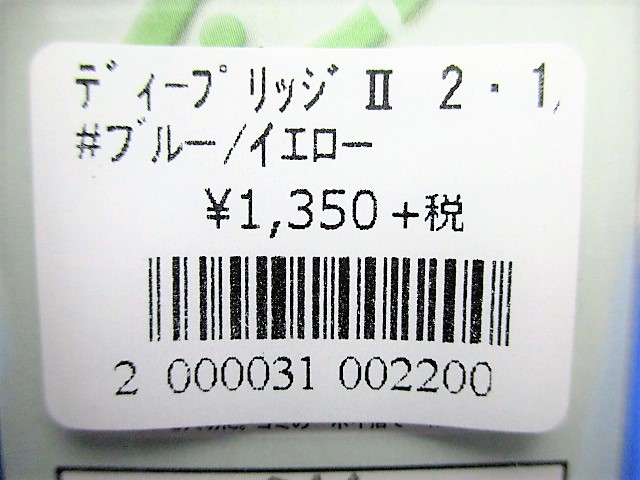 ﾃﾞｨｰﾌﾟﾘｯｼﾞⅡ 2・1,
#ブルー/イエロー
¥1,350+税
2 000031 002200